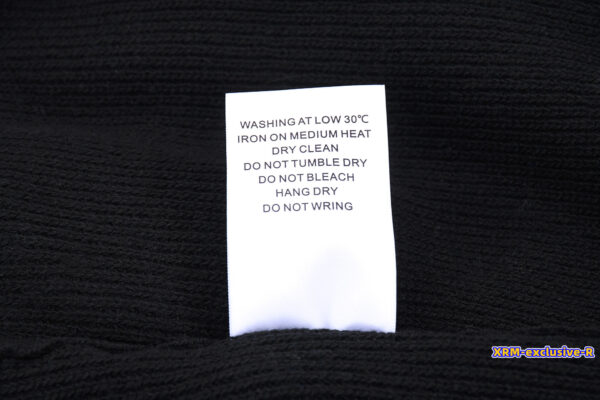 WASHING AT LOW 30℃
IRON ON MEDIUM HEAT
DRY CLEAN
DO NOT TUMBLE DRY
DO NOT BLEACH
HANG DRY
DO NOT WRING
XRM-exclusive-R